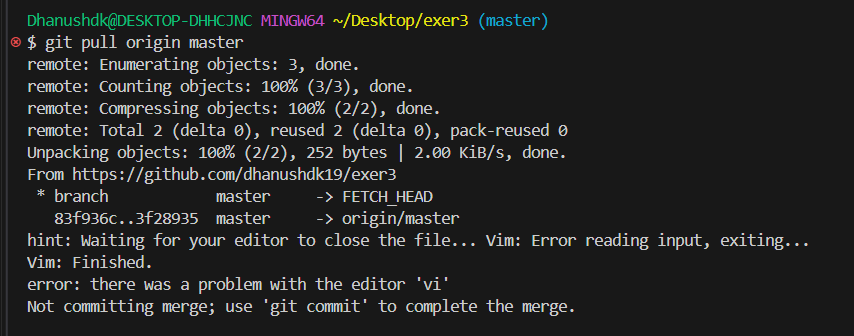 Dhanushdk@DESKTOP-DHHCJNC MINGW64 ~/Desktop/exer3 (master)
$ git pull origin master
remote: Enumerating objects: 3, done.
remote: Counting objects: 100% (3/3), done.
remote: Compressing objects: 100% (2/2), done.
remote: Total 2 (delta 0), reused 2 (delta 0), pack-reused 0
Unpacking objects: 100% (2/2), 252 bytes | 2.00 KiB/s, done.
From https://github.com/dhanushdk19/exer3
 * branch            master     -> FETCH_HEAD
   83f936c..3f28935  master     -> origin/master
hint: Waiting for your editor to close the file... Vim: Error reading input, exiting...
Vim: Finished.
error: there was a problem with the editor 'vi'
Not committing merge; use 'git commit' to complete the merge.